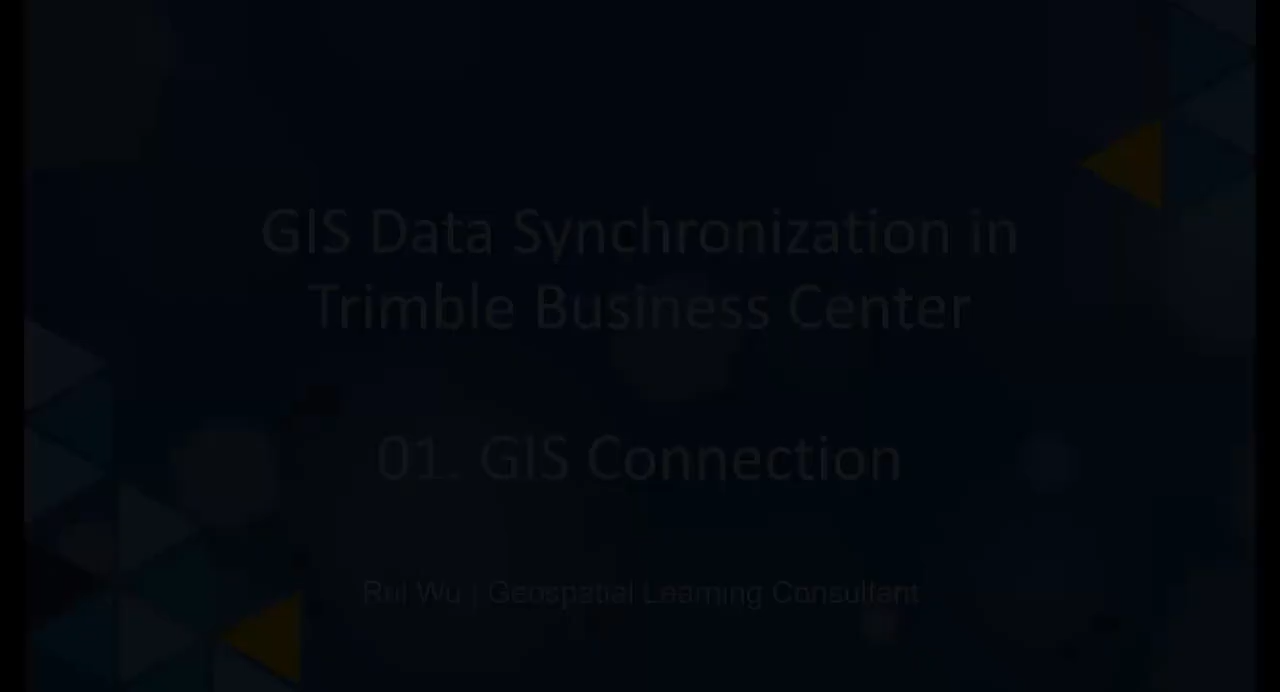 GIS Data Synchronization in
Trimble Business Center
01. GIS Connection
Rui Wu | Geospatial Learning Consultant